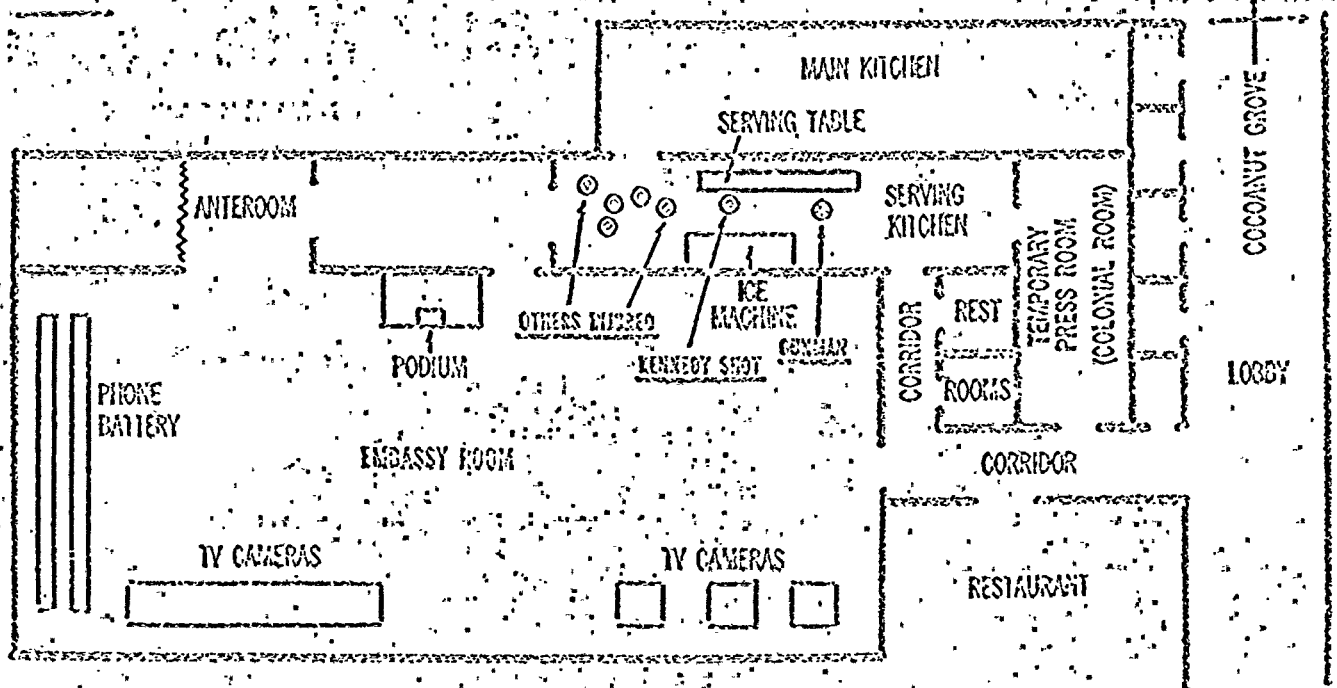 MAIN KITCHEN
SERVING TABLE
COCOANUT GROVE
ANTEROOM
SERVING
KITCHEN
TEMPORARY
PRESS ROOM
(COLONIAL ROOM)
OTHERS INJURED
ICE
MACHINE
KENNEDY SHOT
GUNMAN
CORRIDOR
REST
ROOMS
PODIUM
LOBBY
PHONE
BATTERY
EMBASSY ROOM
CORRIDOR
TV CAMERAS
TV CAMERAS
RESTAURANT